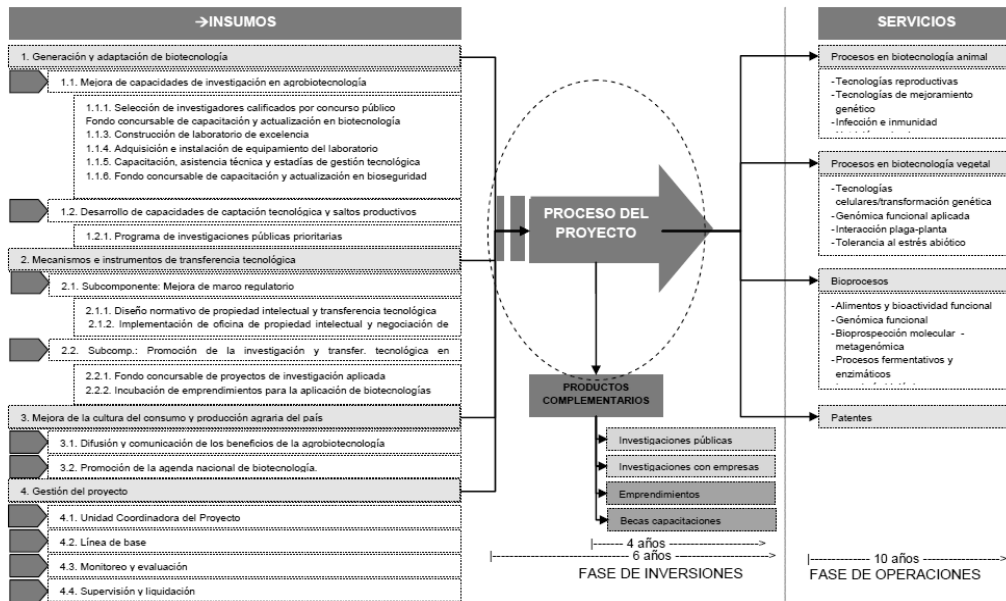 →INSUMOS
1. Generación y adaptación de biotecnología
1.1. Mejora de capacidades de investigación en agrobiotecnología
1.1.1. Selección de investigadores calificados por concurso público
Fondo concursable de capacitación y actualización en biotecnología
1.1.3. Construcción de laboratorio de excelencia
1.1.4. Adquisición e instalación de equipamiento del laboratorio
1.1.5. Capacitación, asistencia técnica y estadías de gestión tecnológica
1.1.6. Fondo concursable de capacitación y actualización en bioseguridad
1.2. Desarrollo de capacidades de captación tecnológica y saltos productivos
1.2.1. Programa de investigaciones públicas prioritarias
2. Mecanismos e instrumentos de transferencia tecnológica
2.1. Subcomponente: Mejora de marco regulatorio
2.1.1. Diseño normativo de propiedad intelectual y transferencia tecnológica
2.1.2. Implementación de oficina de propiedad intelectual y negociación de
2.2. Subcomp.: Promoción de la investigación y transfer. tecnológica en
2.2.1. Fondo concursable de proyectos de investigación aplicada
2.2.2. Incubación de emprendimientos para la aplicación de biotecnologías
3. Mejora de la cultura del consumo y producción agraria del país
3.1. Difusión y comunicación de los beneficios de la agrobiotecnología
3.2. Promoción de la agenda nacional de biotecnología.
4. Gestión del proyecto
4.1. Unidad Coordinadora del Proyecto
4.2. Línea de base
4.3. Monitoreo y evaluación
4.4. Supervisión y liquidación
PROCESO DEL
PROYECTO
PRODUCTOS
COMPLEMENTARIOS
Investigaciones públicas
Investigaciones con empresas
Emprendimientos
Becas capacitaciones
4 años
6 años
FASE DE INVERSIONES
SERVICIOS
Procesos en biotecnología animal
- Tecnologías reproductivas
- Tecnologías de mejoramiento
genético
- Infección e inmunidad
Procesos en biotecnología vegetal
- Tecnologías
celulares/transformación genética
- Genómica funcional aplicada
- Interacción plaga-planta
- Tolerancia al estrés abiótico
Bioprocesos
- Alimentos y bioactividad funcional
- Genómica funcional
- Bioprospección molecular -
metagenómica
- Procesos fermentativos y
enzimáticos
Patentes
10 años
FASE DE OPERACIONES